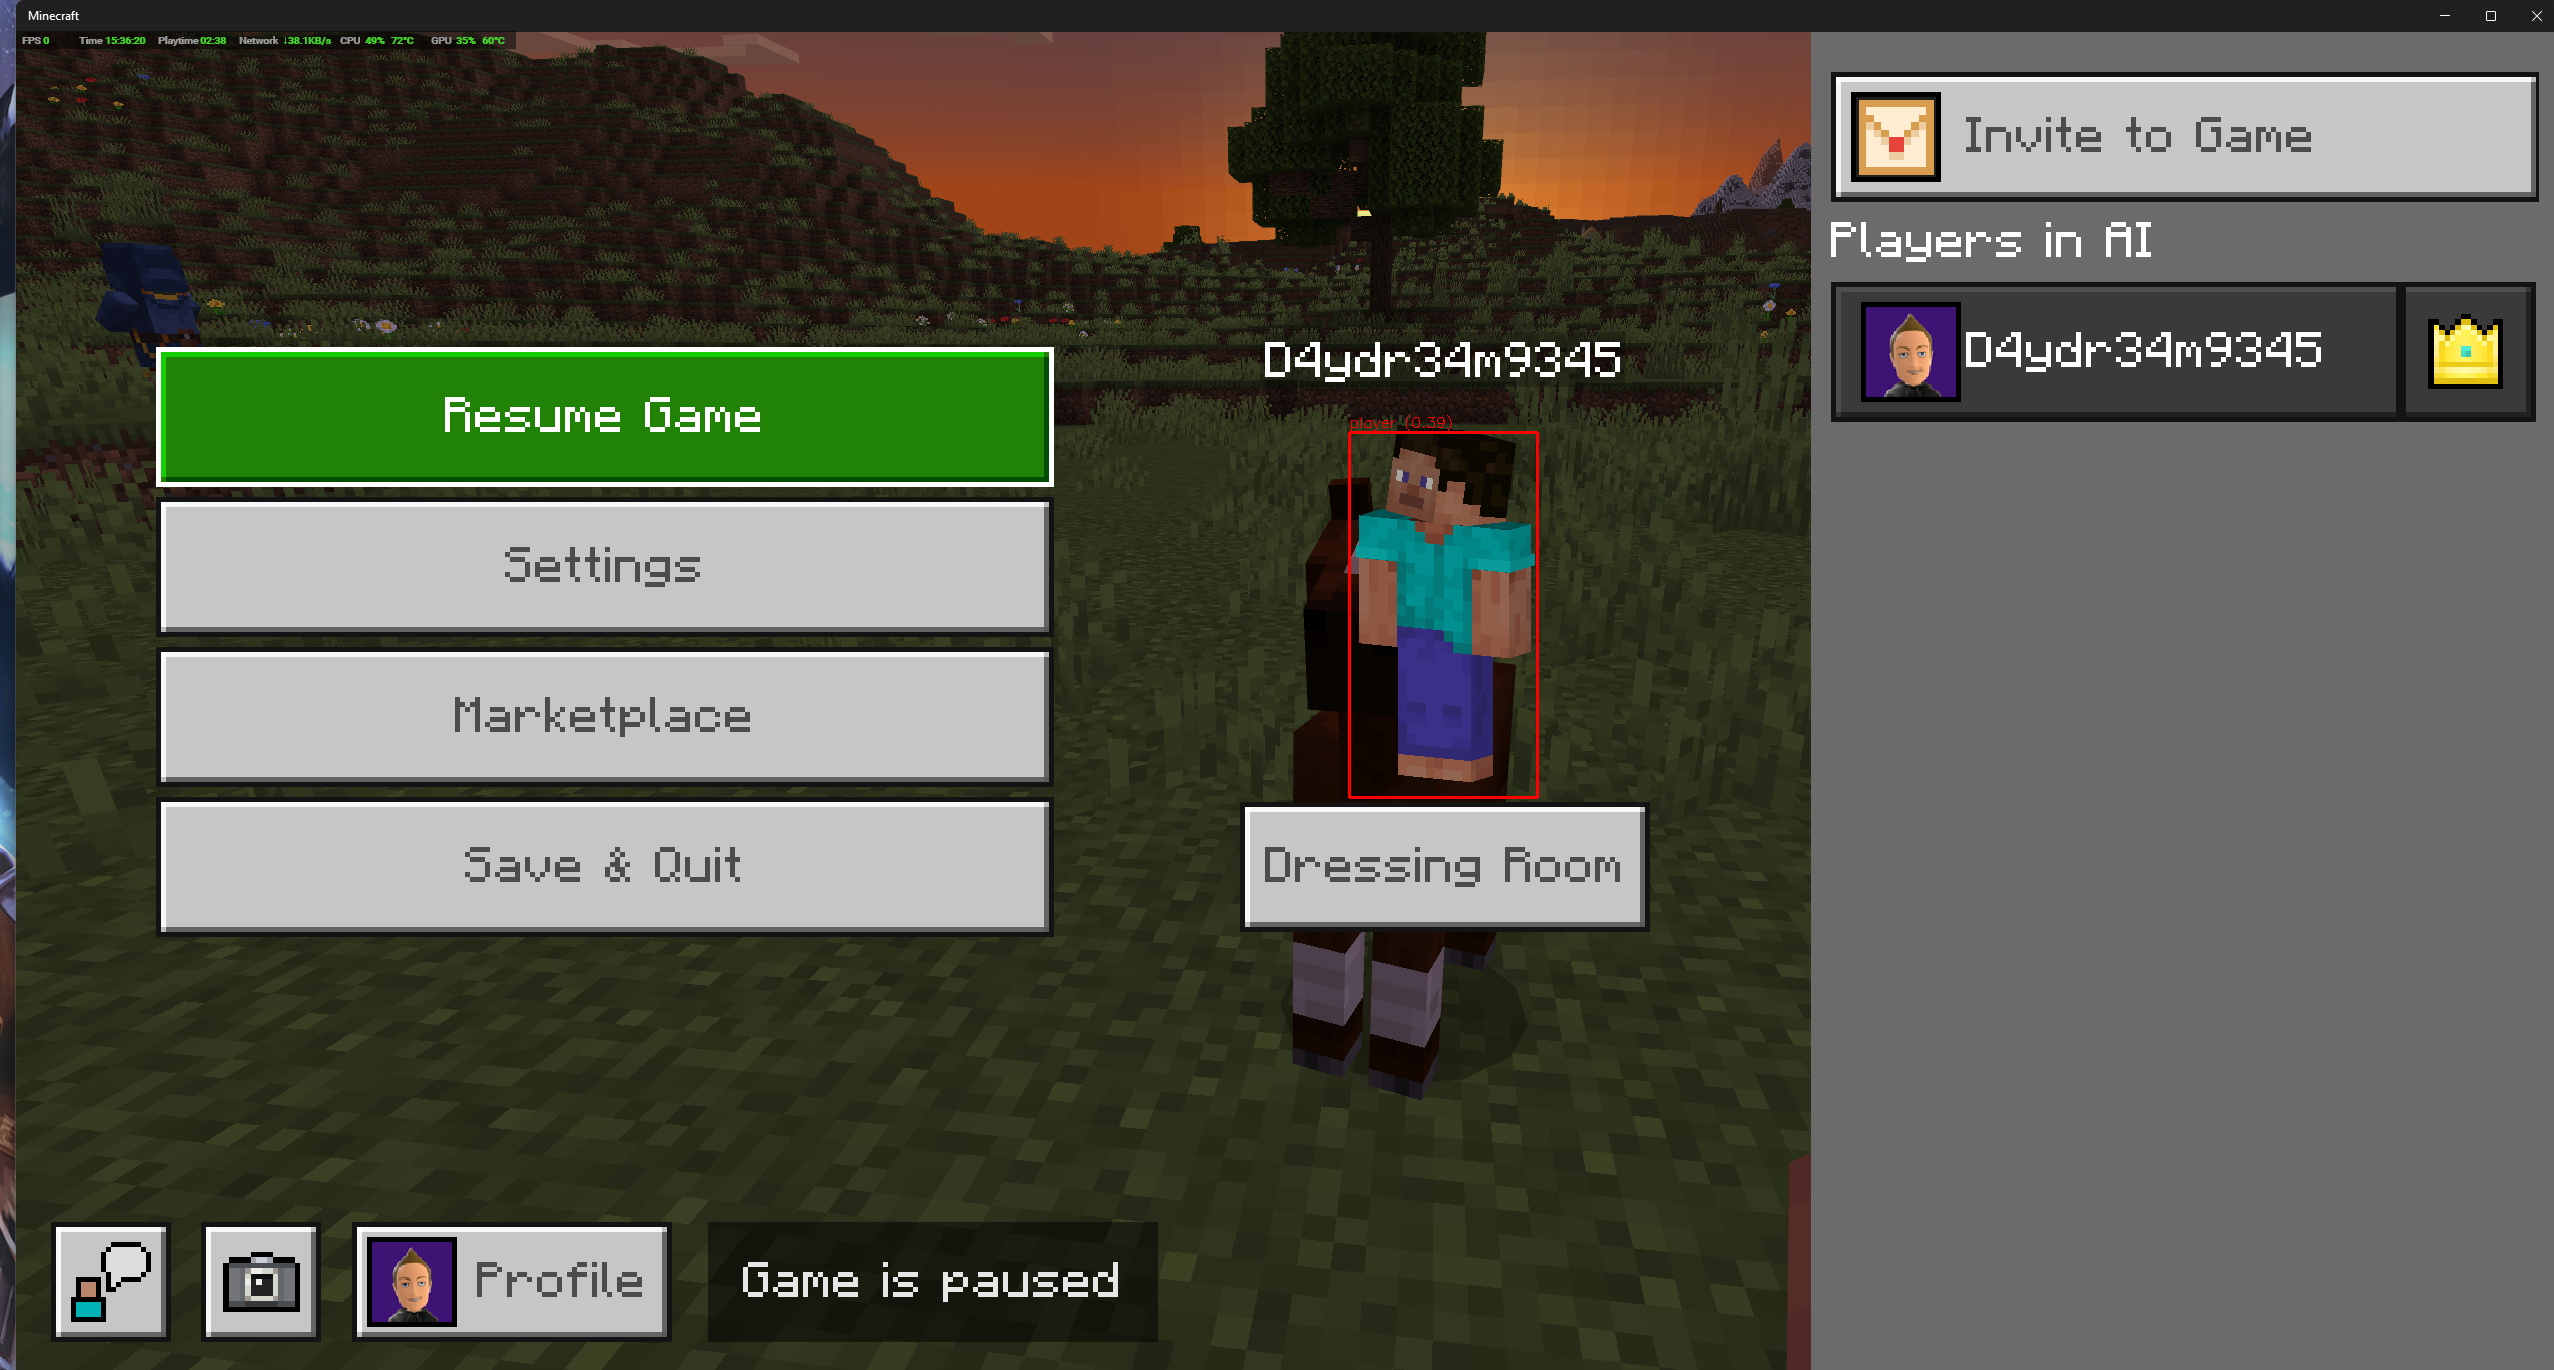 Minecraft
FPS 0 Time 15:36:20 Playtime 02:38 Network ↓38.1KB/s CPU 49% 72°C GPU 35% 60°C
Invite to Game
Players in AI
D4ydr34m9345
D4ydr34m9345
player (0.39)
Resume Game
Settings
Marketplace
Save & Quit
Dressing Room
Profile
Game is paused